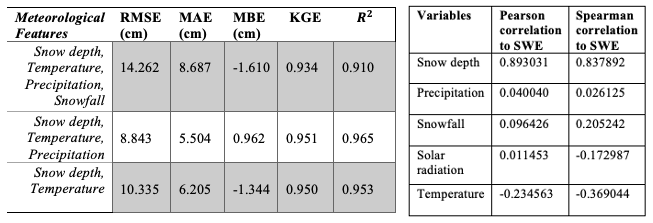 Meteorological Features RMSE (cm) MAE (cm) MBE (cm) KGE R²
Snow depth, Temperature, Precipitation, Snowfall 14.262 8.687 -1.610 0.934 0.910
Snow depth, Temperature, Precipitation 8.843 5.504 0.962 0.951 0.965
Snow depth, Temperature 10.335 6.205 -1.344 0.950 0.953
Variables Pearson correlation to SWE Spearman correlation to SWE
Snow depth 0.893031 0.837892
Precipitation 0.040040 0.026125
Snowfall 0.096426 0.205242
Solar radiation 0.011453 -0.172987
Temperature -0.234563 -0.369044